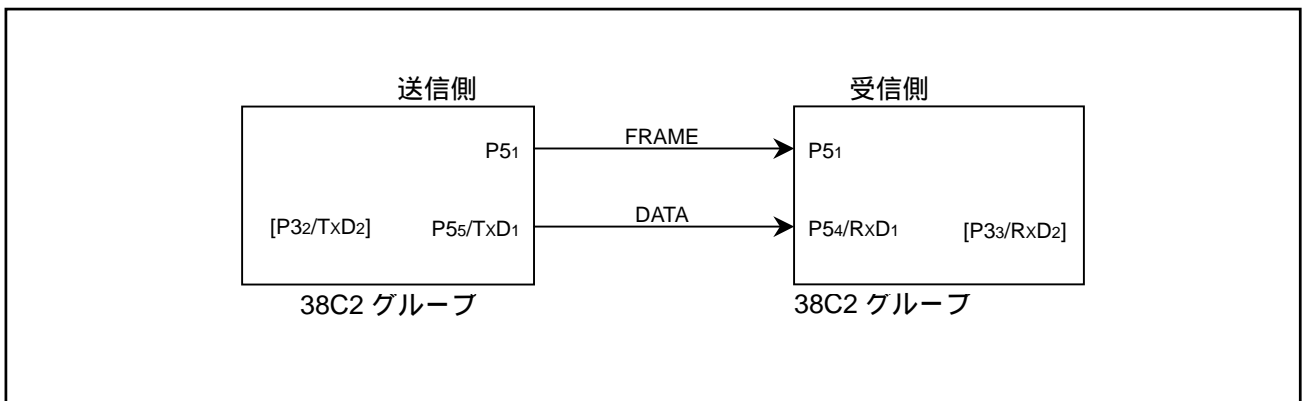 送信側 受信側
P51 FRAME P51
[P32/TxD2] P55/TxD1 DATA P54/RxD1 [P33/RxD2]
38C2 グループ 38C2 グループ